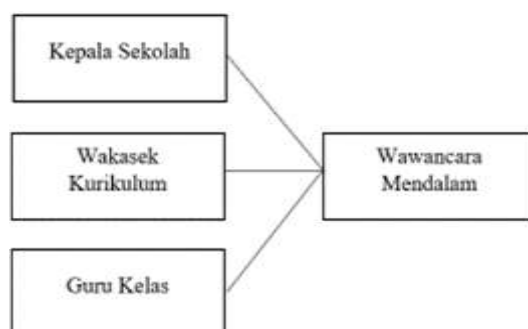 Kepala Sekolah
Wakasek
Kurikulum
Wawancara
Mendalam
Guru Kelas